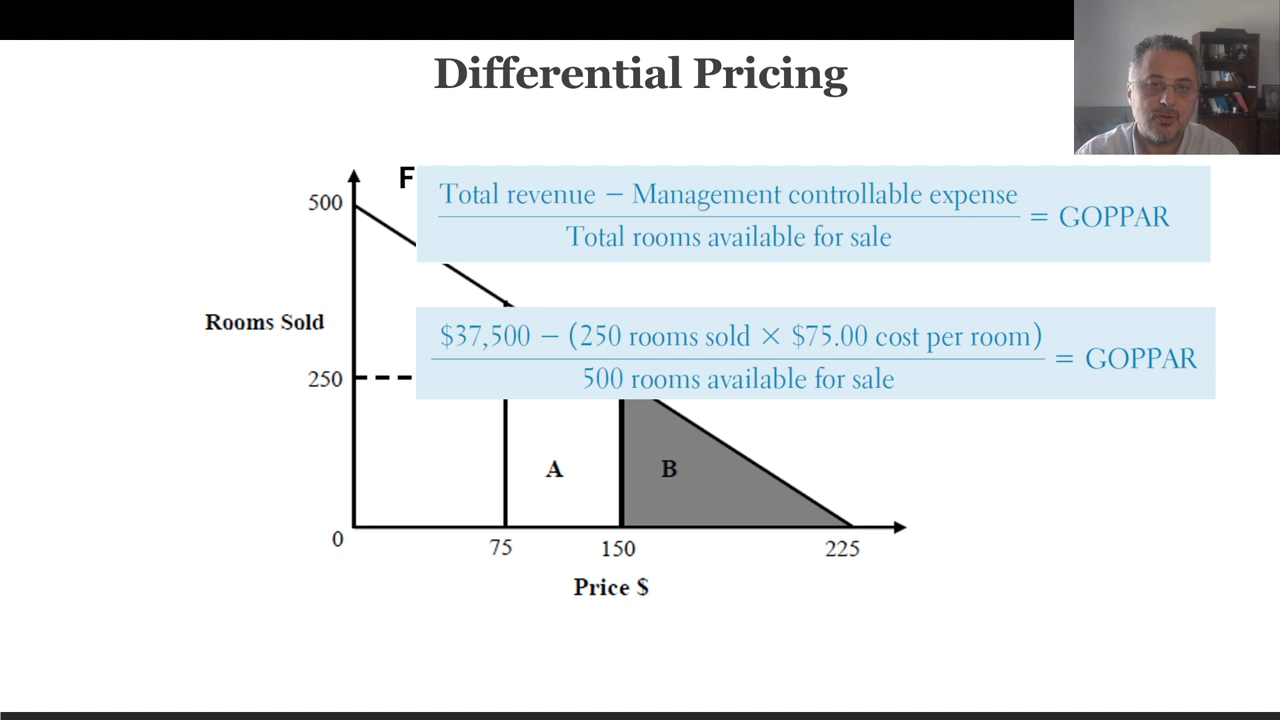 Differential Pricing
F
500
Total revenue − Management controllable expense
Total rooms available for sale
= GOPPAR
Rooms Sold
$37,500 − (250 rooms sold × $75.00 cost per room)
500 rooms available for sale
= GOPPAR
250
A
B
0
75
150
225
Price $